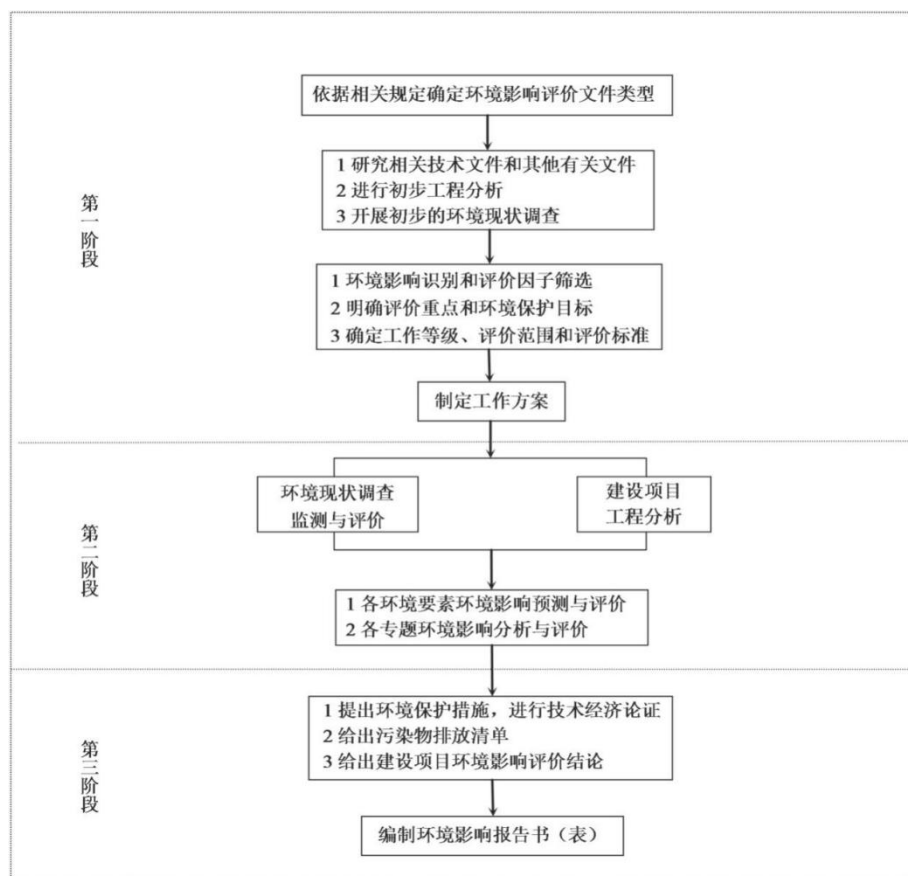 依据相关规定确定环境影响评价文件类型
第一阶段
1 研究相关技术文件和其他有关文件
2 进行初步工程分析
3 开展初步的环境现状调查
1 环境影响识别和评价因子筛选
2 明确评价重点和环境保护目标
3 确定工作等级、评价范围和评价标准
制定工作方案
第二阶段
环境现状调查
监测与评价
建设项目
工程分析
1 各环境要素环境影响预测与评价
2 各专题环境影响分析与评价
第三阶段
1 提出环境保护措施，进行技术经济论证
2 给出污染物排放清单
3 给出建设项目环境影响评价结论
编制环境影响报告书（表）